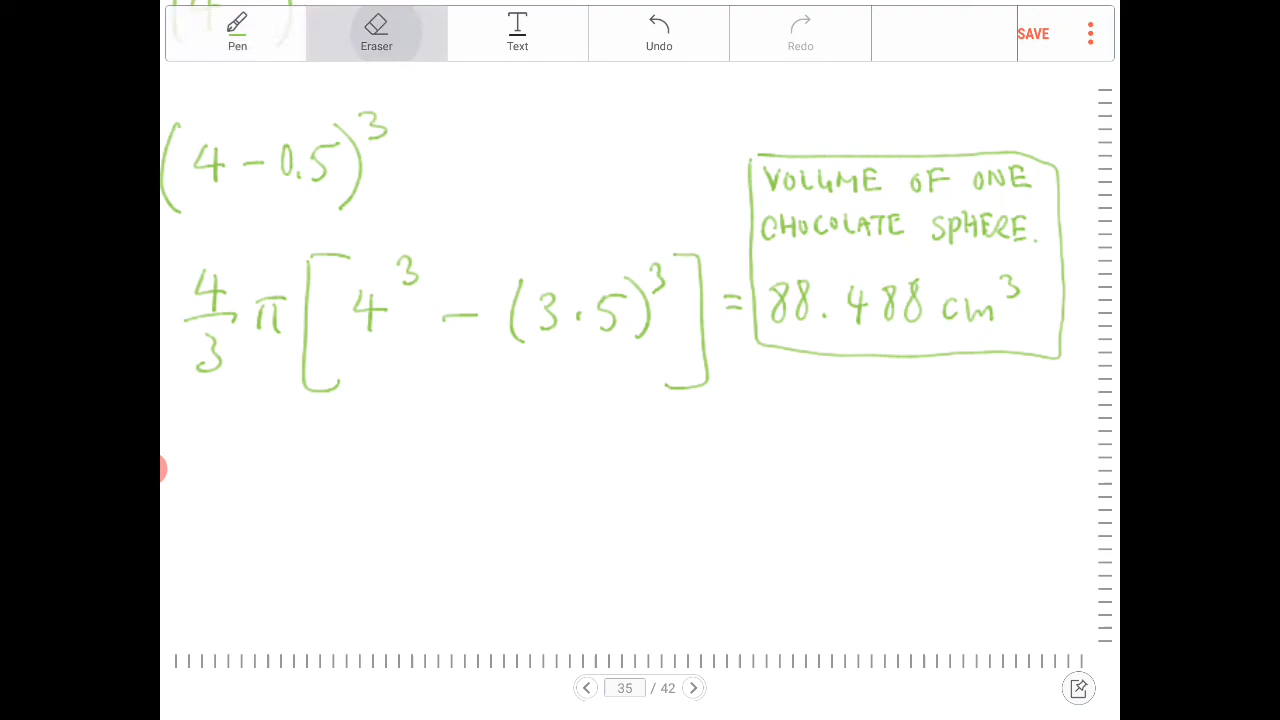 Pen Eraser Text Undo Redo SAVE
(4 - 0.5)³
VOLUME OF ONE
CHOCOLATE SPHERE.
4/3 π [4³ - (3.5)³] = 88.488 cm³
35 / 42